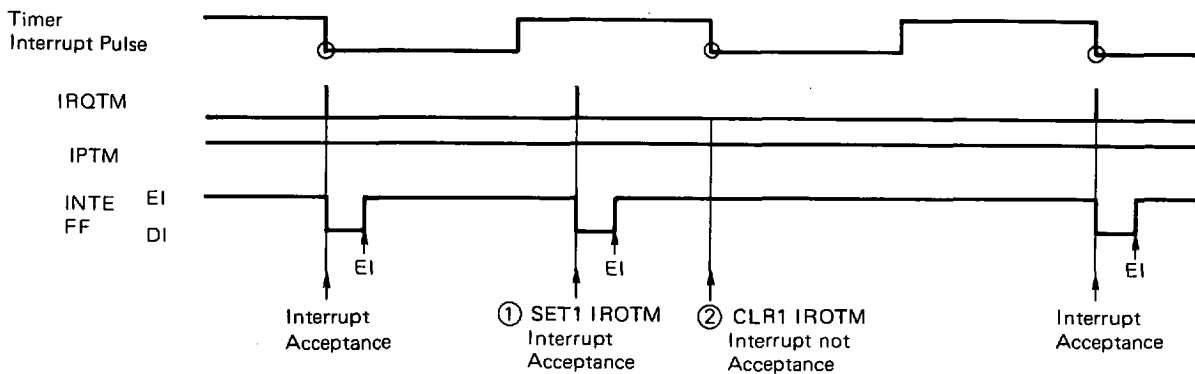 Timer
Interrupt Pulse
IRQTM
IPTM
INTE EI
FF DI
EI
EI
EI
Interrupt
Acceptance
① SET1 IROTM
Interrupt
Acceptance
② CLR1 IROTM
Interrupt not
Acceptance
Interrupt
Acceptance